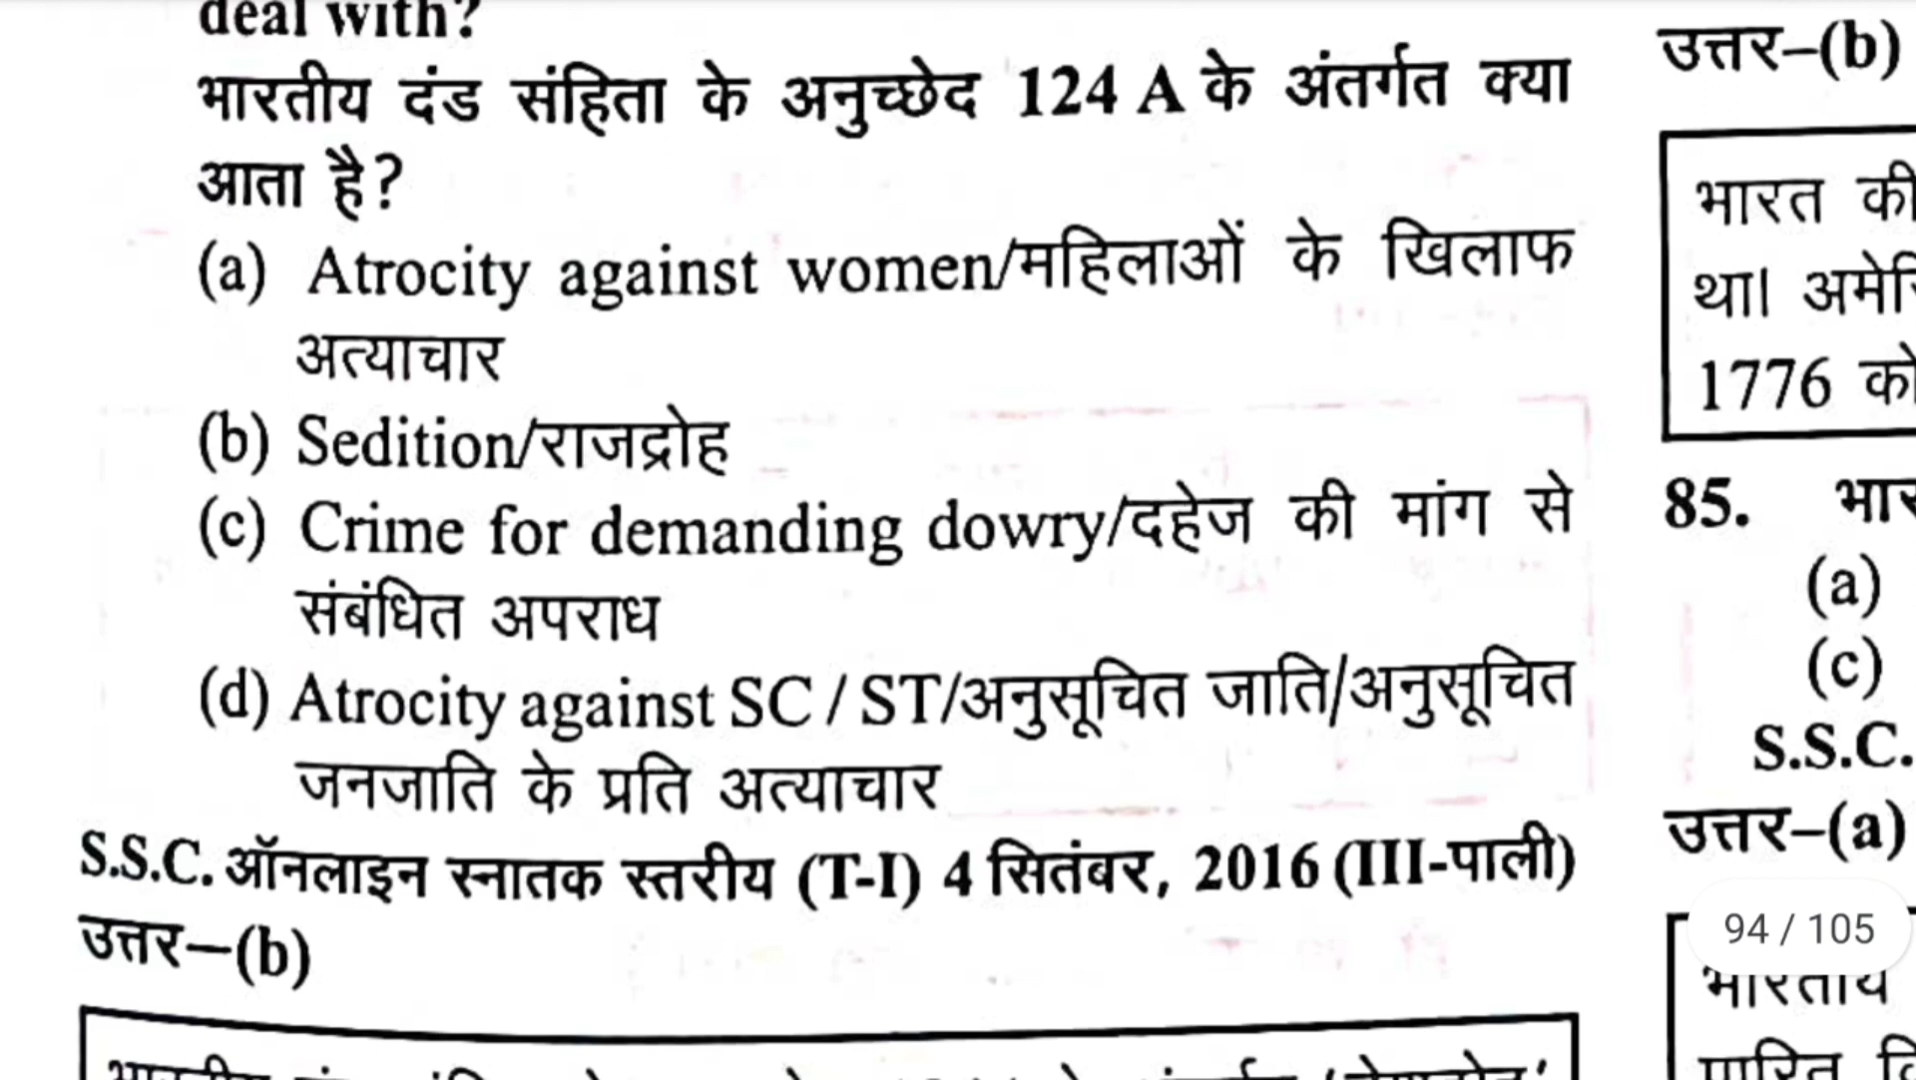 deal with?
भारतीय दंड संहिता के अनुच्छेद 124 A के अंतर्गत क्या
आता है?
(a) Atrocity against women/महिलाओं के खिलाफ
अत्याचार
(b) Sedition/राजद्रोह
(c) Crime for demanding dowry/दहेज की मांग से
संबंधित अपराध
(d) Atrocity against SC / ST/अनुसूचित जाति/अनुसूचित
जनजाति के प्रति अत्याचार
S.S.C. ऑनलाइन स्नातक स्तरीय (T-I) 4 सितंबर, 2016 (III-पाली)
उत्तर–(b)
उत्तर–(b)
भारत की
था। 
1776 को
85.
(a)
(c)
S.S.C.
उत्तर–(a)
94 / 105
भारतीय
पारित